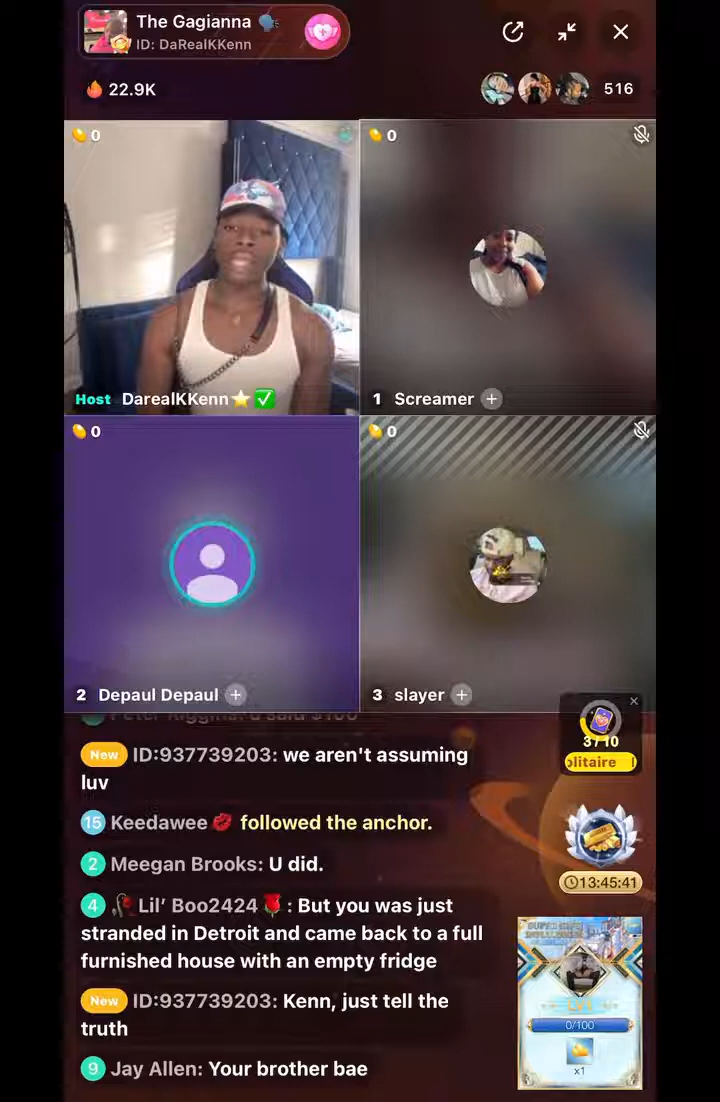 The Gagianna 🗣️
ID: DaRealKKenn
🔥 22.9K
516
0
0
Host DarealKKenn⭐✅
1 Screamer +
0
0
2 Depaul Depaul +
3 slayer +
3/10
olitaire
New ID:937739203: we aren't assuming
luv
15 Keedawee💋 followed the anchor.
2 Meegan Brooks: U did.
13:45:41
4 🥀Lil’ Boo2424🌹: But you was just
stranded in Detroit and came back to a full
furnished house with an empty fridge
0/100
New ID:937739203: Kenn, just tell the
truth
x1
9 Jay Allen: Your brother bae